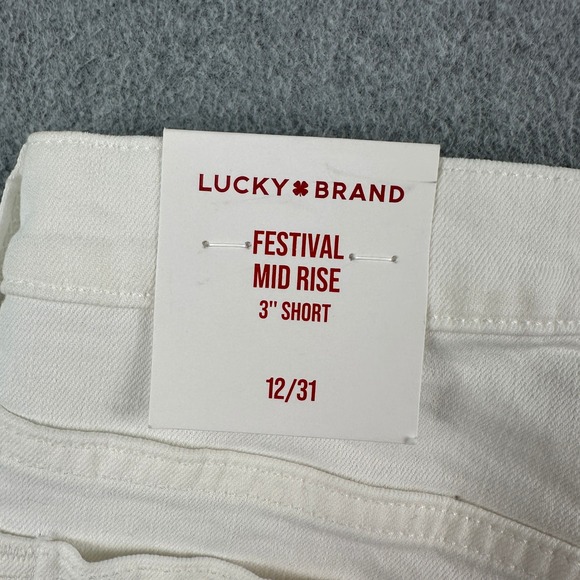 LUCKY BRAND
FESTIVAL
MID RISE
3" SHORT
12/31